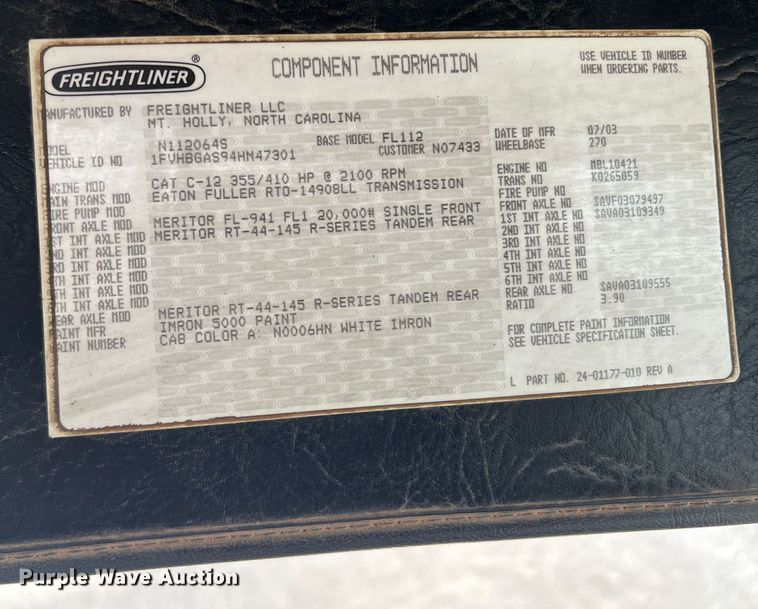 FREIGHTLINER ®
COMPONENT INFORMATION
USE VEHICLE ID NUMBER
WHEN ORDERING PARTS.
MANUFACTURED BY FREIGHTLINER LLC
MT. HOLLY, NORTH CAROLINA
ODEL N112064S BASE MODEL FL112
VEHICLE ID NO 1FVHBGAS94HM47301 CUSTOMER N07433
DATE OF MFR 07/03
WHEELBASE 270
ENGINE MOD CAT C-12 355/410 HP @ 2100 RPM
AIN TRANS MOD EATON FULLER RTO-14908LL TRANSMISSION
FIRE PUMP MOD
FRONT AXLE MOD MERITOR FL-941 FL1 20,000# SINGLE FRONT
1ST INT AXLE MOD MERITOR RT-44-145 R-SERIES TANDEM REAR
2ND INT AXLE MOD
3RD INT AXLE MOD
4TH INT AXLE MOD
5TH INT AXLE MOD
6TH INT AXLE MOD
REAR AXLE MOD MERITOR RT-44-145 R-SERIES TANDEM REAR
PAINT MFR IMRON 5000 PAINT
AINT NUMBER CAB COLOR A: N0006HN WHITE IMRON
ENGINE NO MBL10421
TRANS NO K0265059
FIRE PUMP NO
FRONT AXLE NO SAVF03079497
1ST INT AXLE NO SAVA03109349
2ND INT AXLE NO
3RD INT AXLE NO
4TH INT AXLE NO
5TH INT AXLE NO
6TH INT AXLE NO
REAR AXLE NO SAVA03109555
RATIO 3.90
FOR COMPLETE PAINT INFORMATION
SEE VEHICLE SPECIFICATION SHEET.
L PART NO. 24-01177-010 REV A
Purple Wave Auction